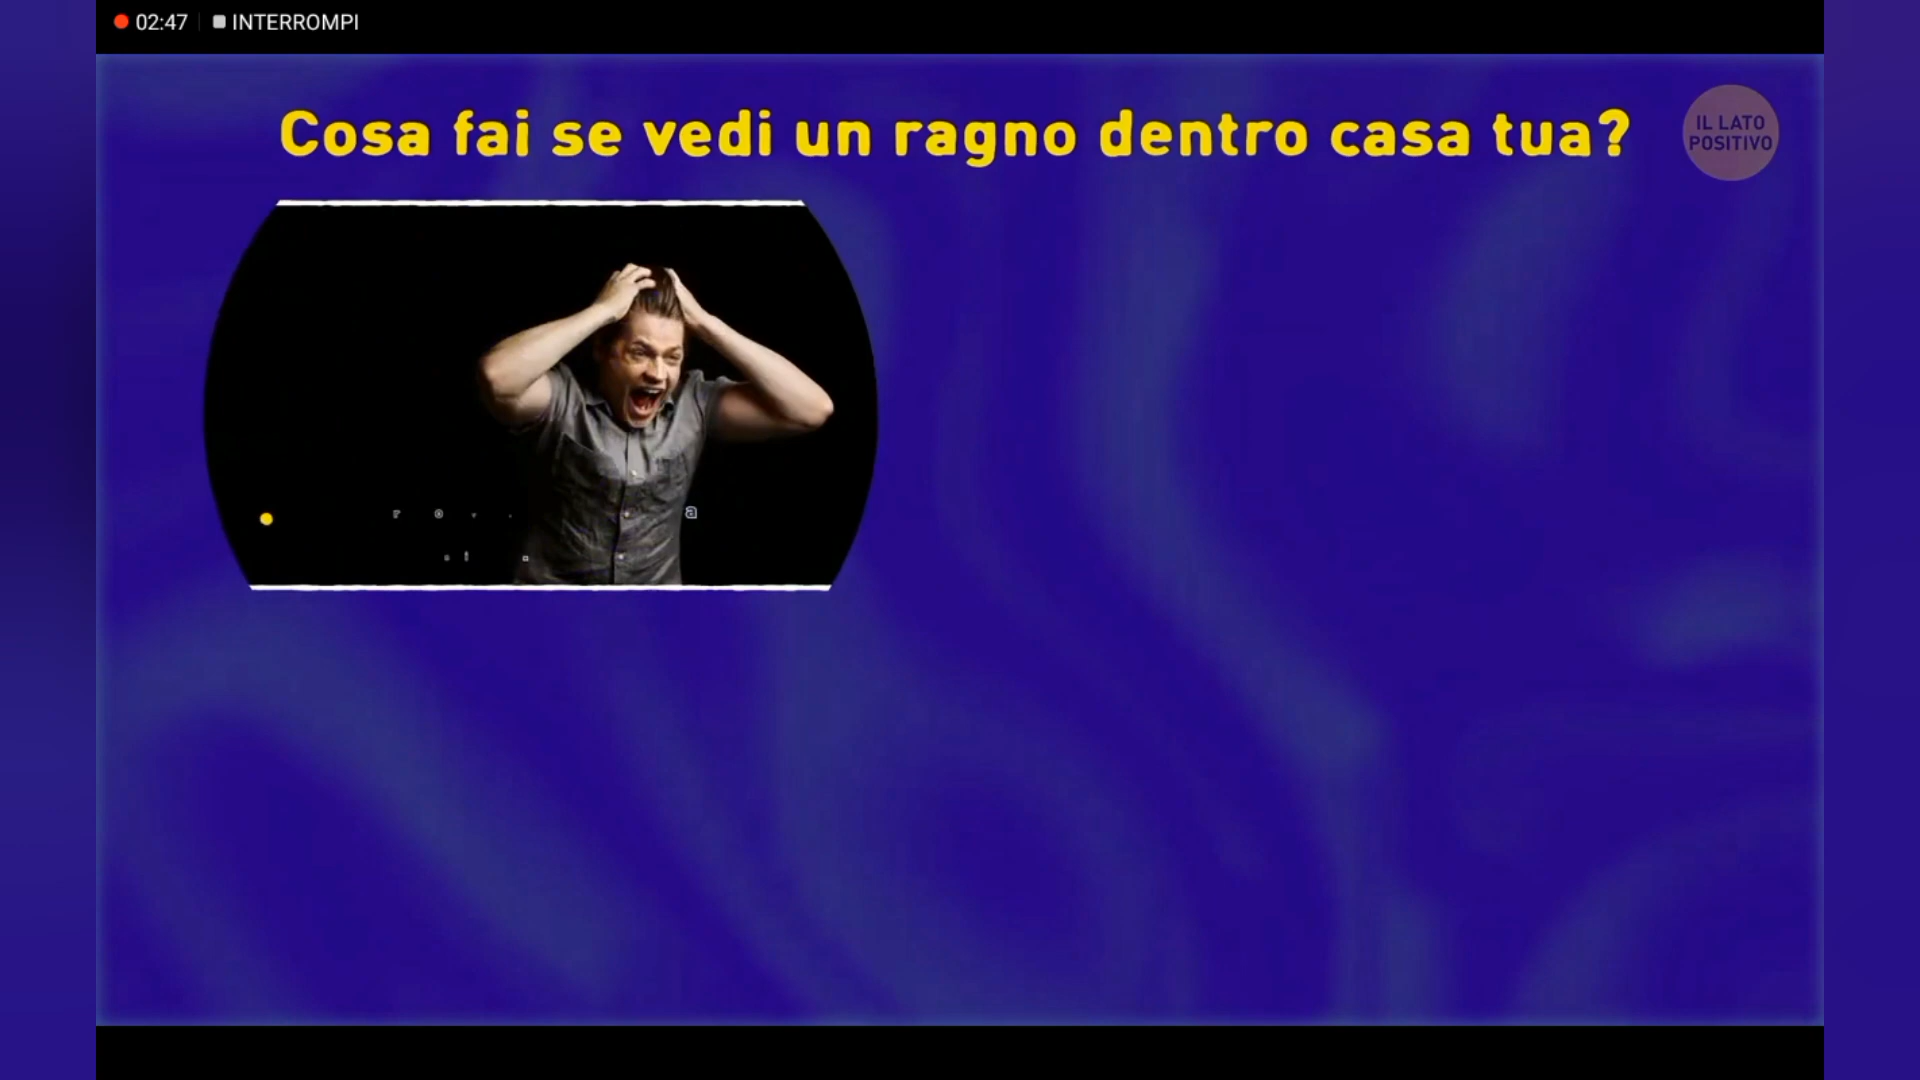 02:47 INTERROMPI
Cosa fai se vedi un ragno dentro casa tua?
IL LATO
POSITIVO